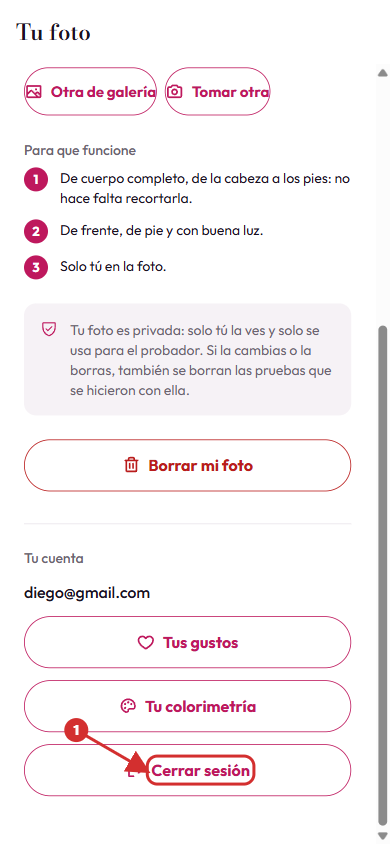 Tu foto
Otra de galería
Tomar otra
Para que funcione
1 De cuerpo completo, de la cabeza a los pies: no
hace falta recortarla.
2 De frente, de pie y con buena luz.
3 Solo tú en la foto.
Tu foto es privada: solo tú la ves y solo se
usa para el probador. Si la cambias o la
borras, también se borran las pruebas que
se hicieron con ella.
Borrar mi foto
Tu cuenta
diego@gmail.com
Tus gustos
Tu colorimetría
1
Cerrar sesión